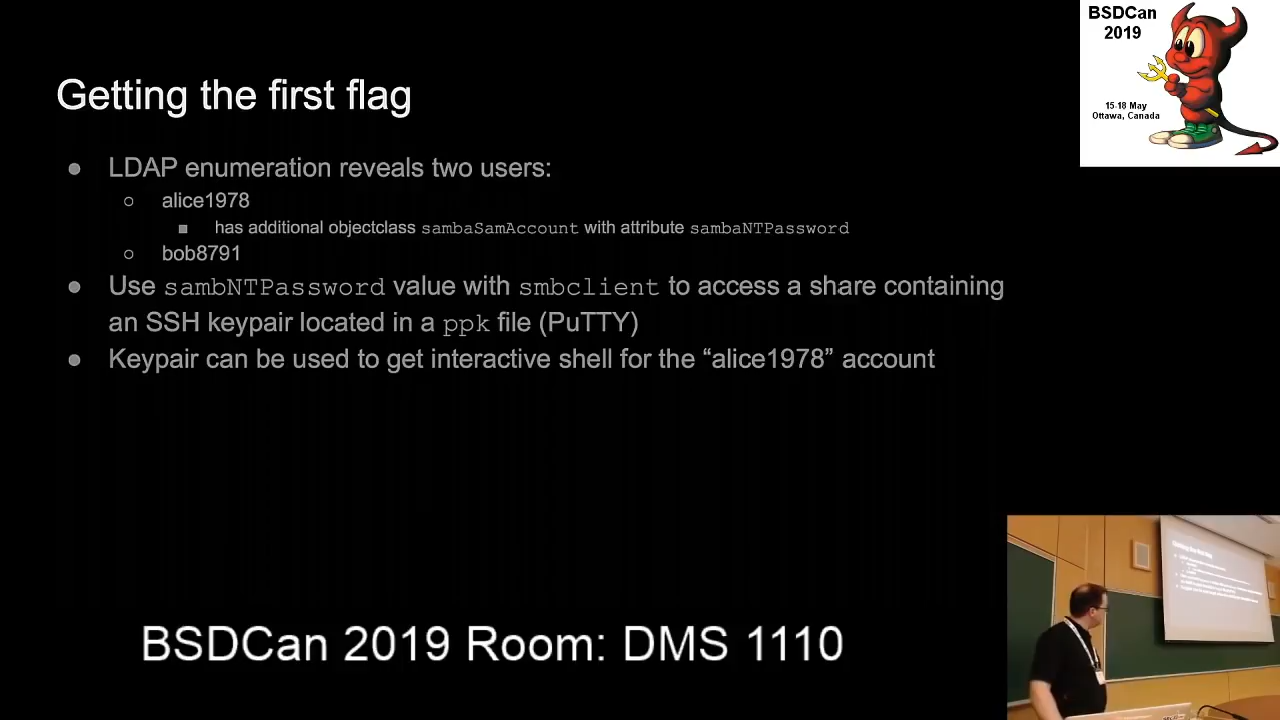 BSDCan
2019
15-18 May
Ottawa, Canada
Getting the first flag
● LDAP enumeration reveals two users:
○ alice1978
■ has additional objectclass sambaSamAccount with attribute sambaNTPassword
○ bob8791
● Use sambNTPassword value with smbclient to access a share containing
an SSH keypair located in a ppk file (PuTTY)
● Keypair can be used to get interactive shell for the “alice1978” account
BSDCan 2019 Room: DMS 1110